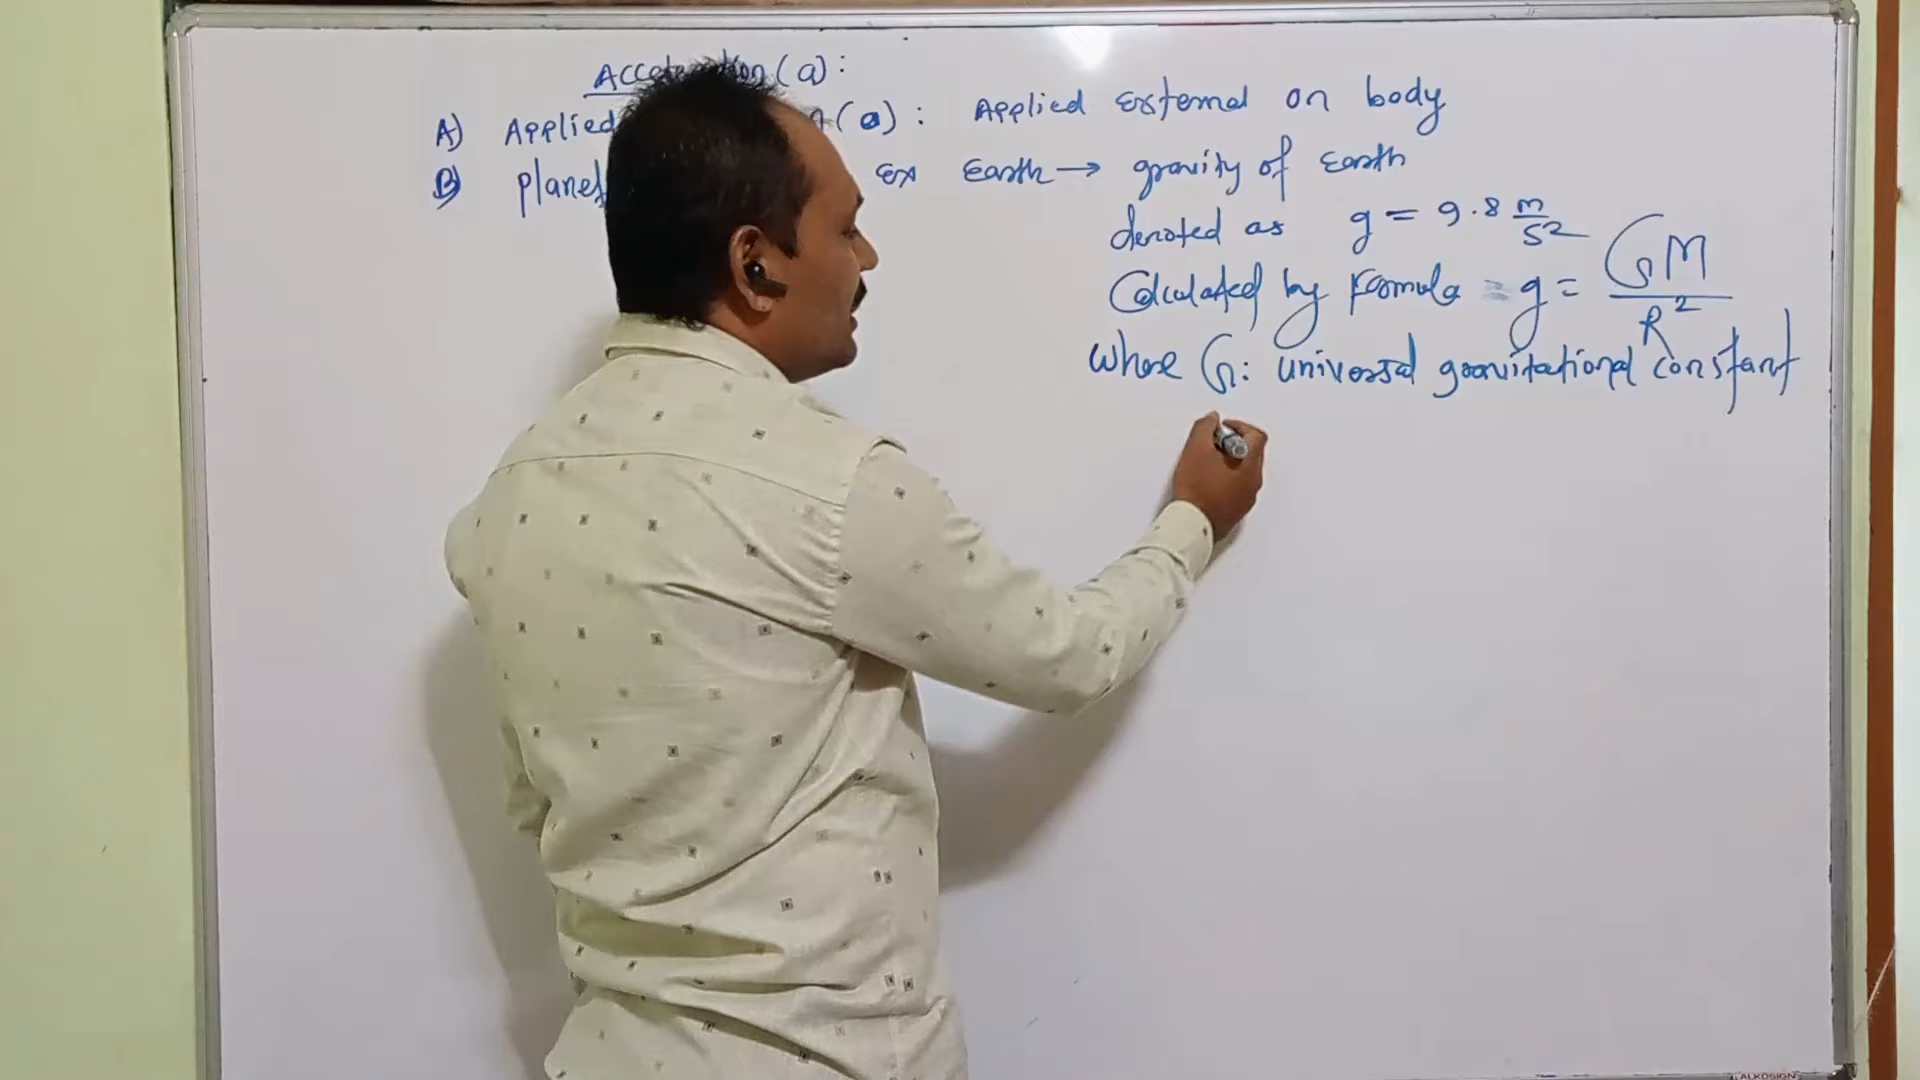 Acceleration (a) :
A) Applied (a) : Applied External on body
B) planet Ex Earth → gravity of Earth
denoted as g = 9.8 m/s²
Calculated by Formula = g = GM/R²
where G: universal gravitational constant